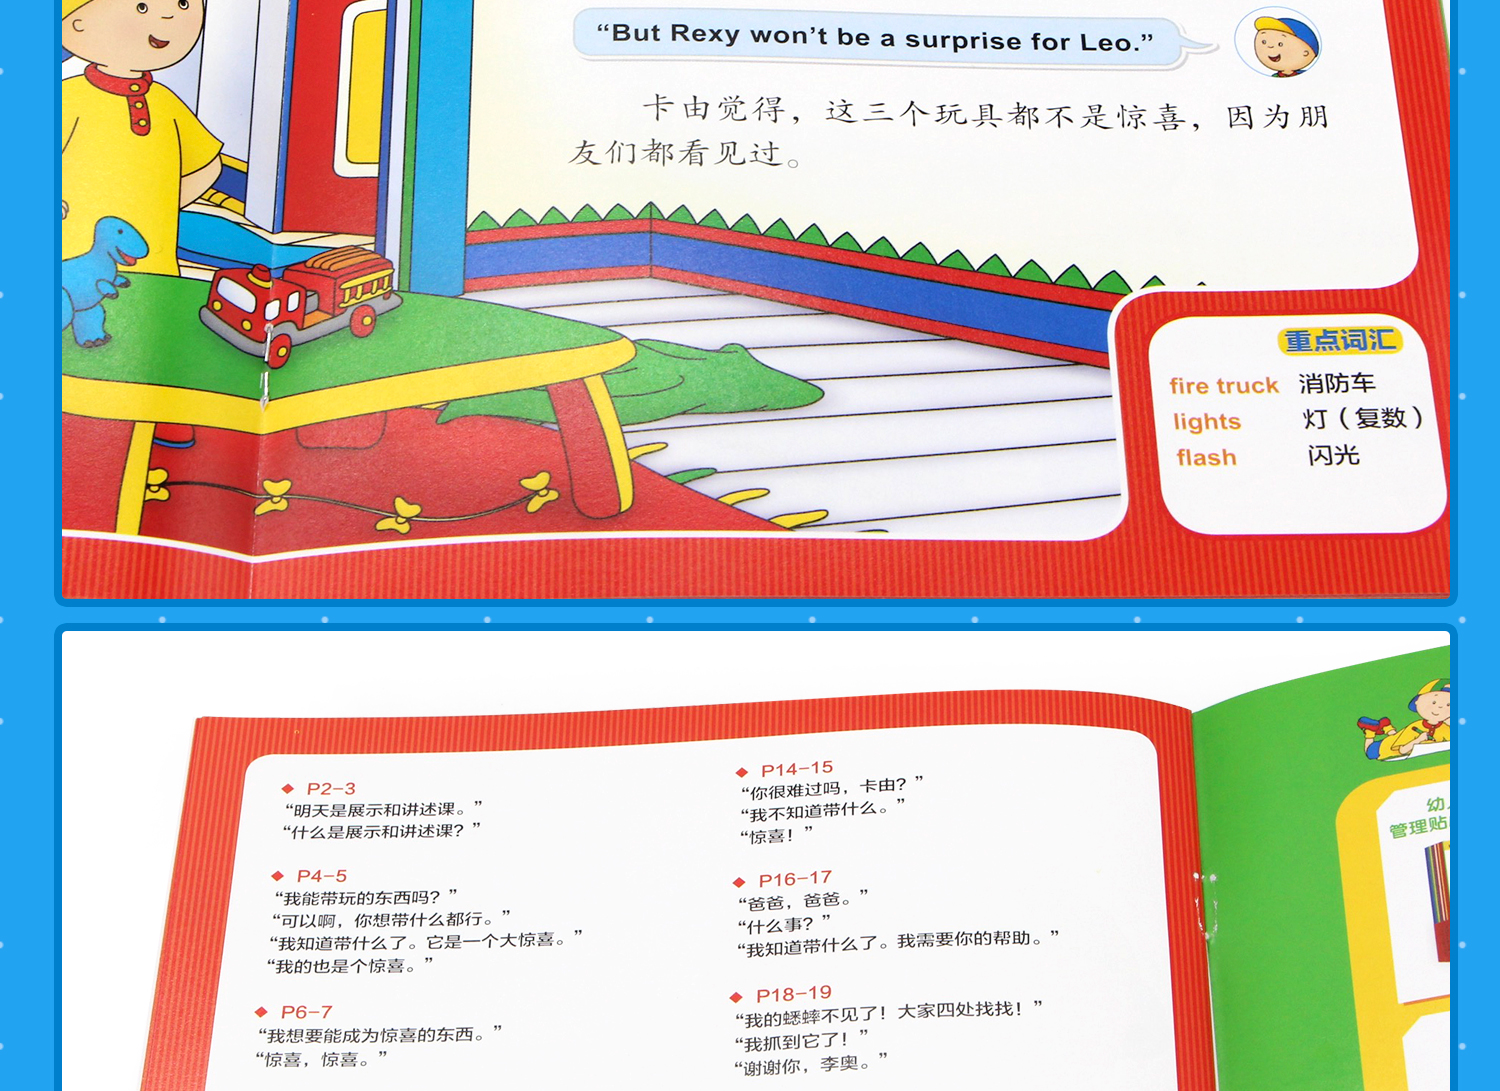 “But Rexy won’t be a surprise for Leo.”
卡由觉得，这三个玩具都不是惊喜，因为朋
友们都看见过。
重点词汇
fire truck 消防车
lights 灯（复数）
flash 闪光
P2-3
“明天是展示和讲述课。”
“什么是展示和讲述课？”
P4-5
“我能带玩的东西吗？”
“可以啊，你想带什么都行。”
“我知道带什么了。它是一个大惊喜。”
“我的也是个惊喜。”
P6-7
“我想要能成为惊喜的东西。”
“惊喜，惊喜。”
P14-15
“你很难过吗，卡由？”
“我不知道带什么。”
“惊喜！”
P16-17
“爸爸，爸爸。”
“什么事？”
“我知道带什么了。我需要你的帮助。”
P18-19
“我的蟋蟀不见了！大家四处找找！”
“我抓到它了！”
“谢谢你，李奥。”
幼儿
管理贴